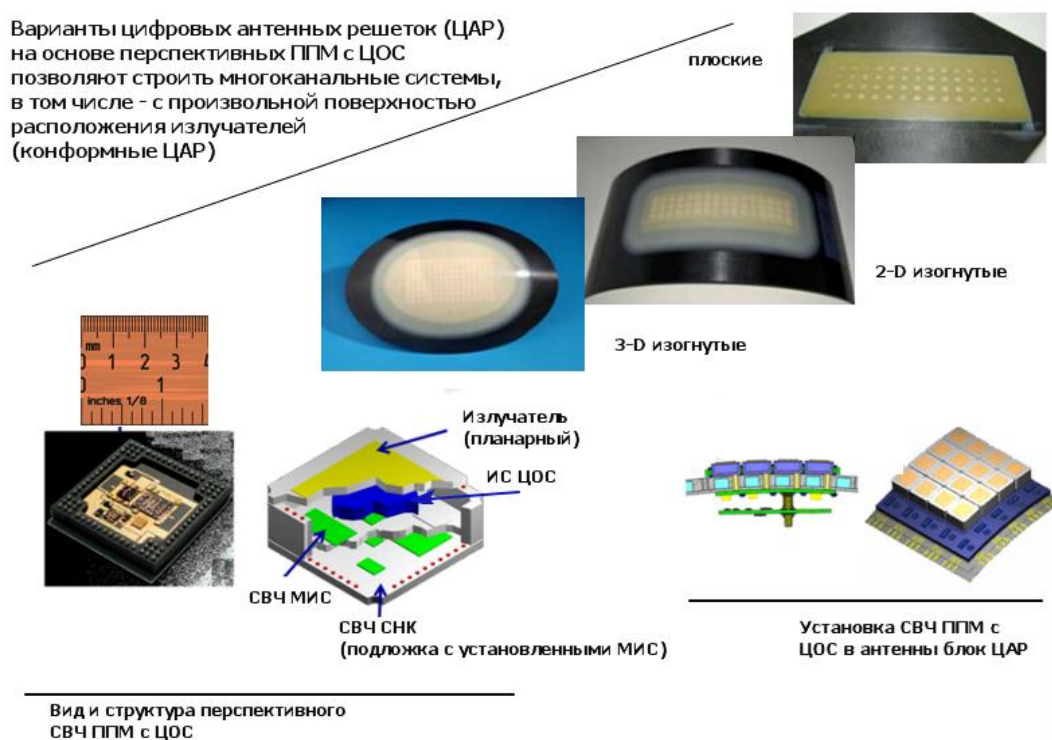 Варианты цифровых антенных решеток (ЦАР)
на основе перспективных ППМ с ЦОС
позволяют строить многоканальные системы,
в том числе - с произвольной поверхностью
расположения излучателей
(конформные ЦАР)
плоские
2-D изогнутые
3-D изогнутые
mm
0 1 2 3 4
0 1
inches 1/8
Излучатель
(планарный)
ИС ЦОС
СВЧ МИС
СВЧ СНК
(подложка с установленными МИС)
Установка СВЧ ППМ с
ЦОС в антенны блок ЦАР
Вид и структура перспективного
СВЧ ППМ с ЦОС